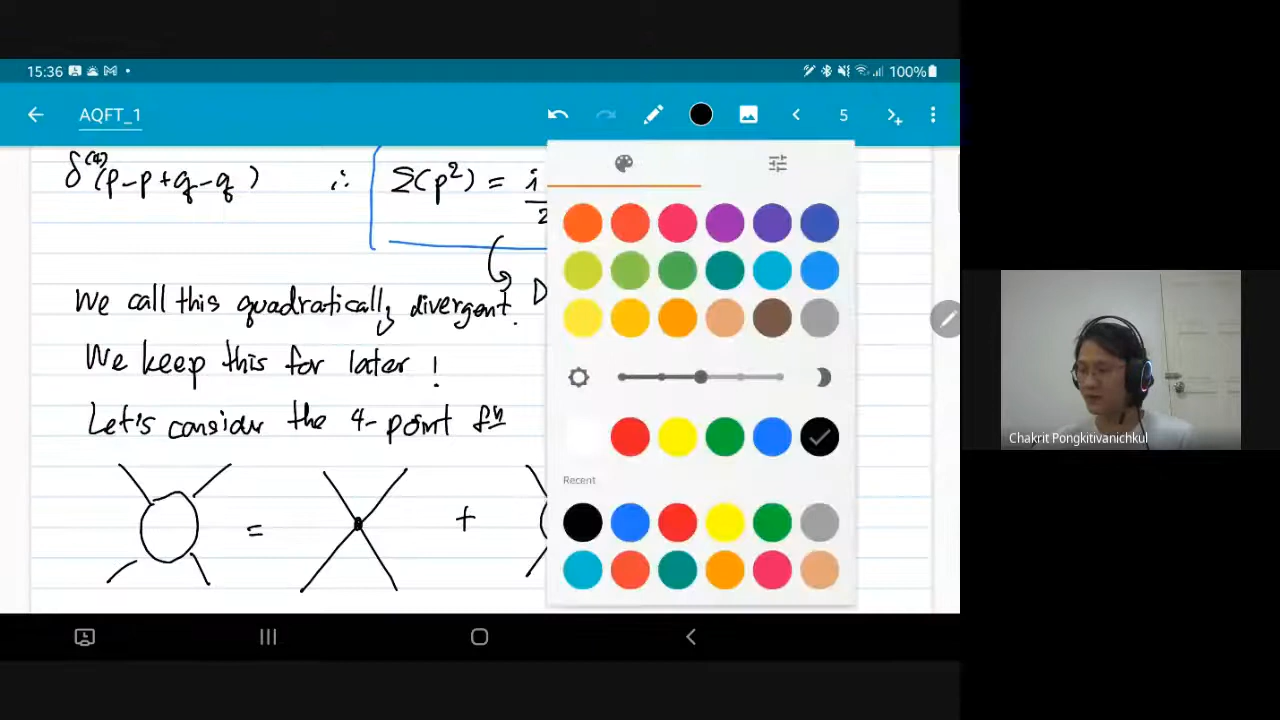 15:36
100%
AQFT_1
5
δ⁽⁴⁾(p-p+q-q) ∴ Σ(p²) = i/2
We call this quadratically divergent. D
We keep this for later !
Let's consider the 4-point fⁿ
= +
Recent
Chakrit Pongkitivanichkul